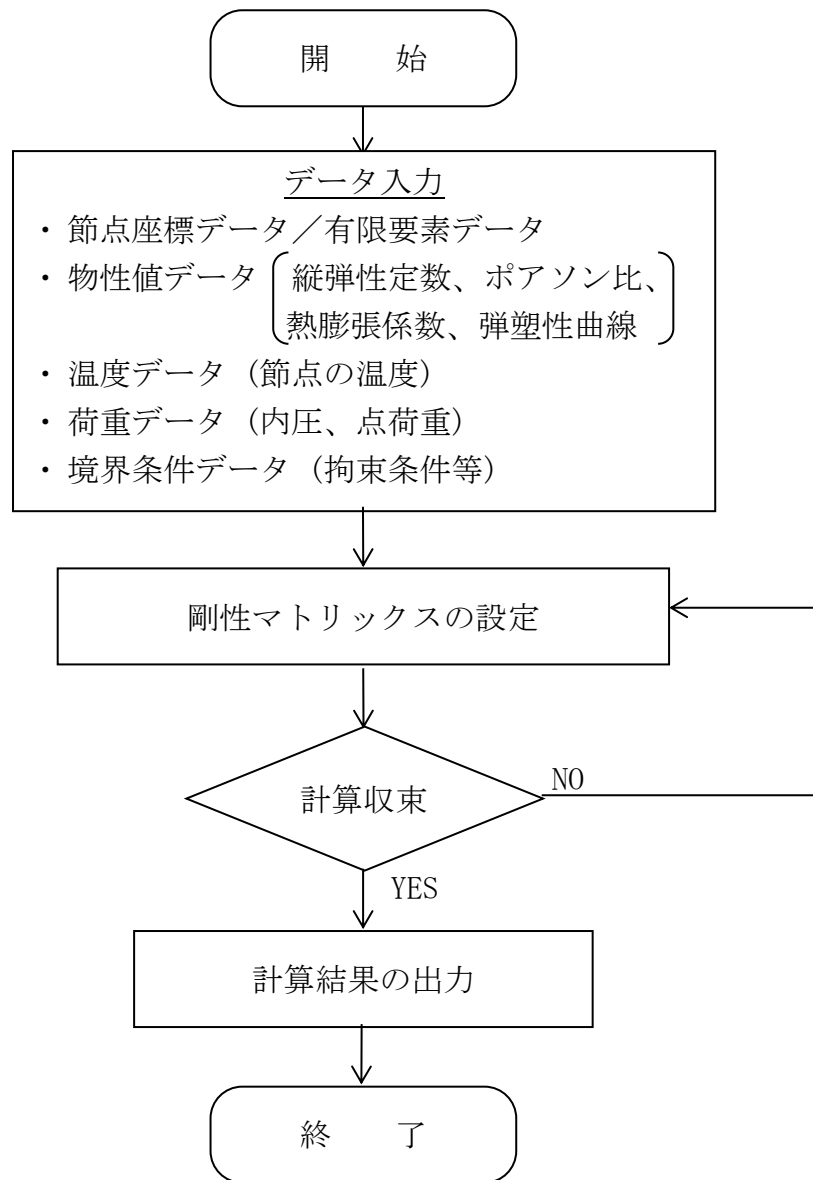 開　　始
データ入力
・ 節点座標データ／有限要素データ
・ 物性値データ 縦弾性定数、ポアソン比、
熱膨張係数、弾塑性曲線
・ 温度データ（節点の温度）
・ 荷重データ（内圧、点荷重）
・ 境界条件データ（拘束条件等）
剛性マトリックスの設定
計算収束
NO
YES
計算結果の出力
終　　了